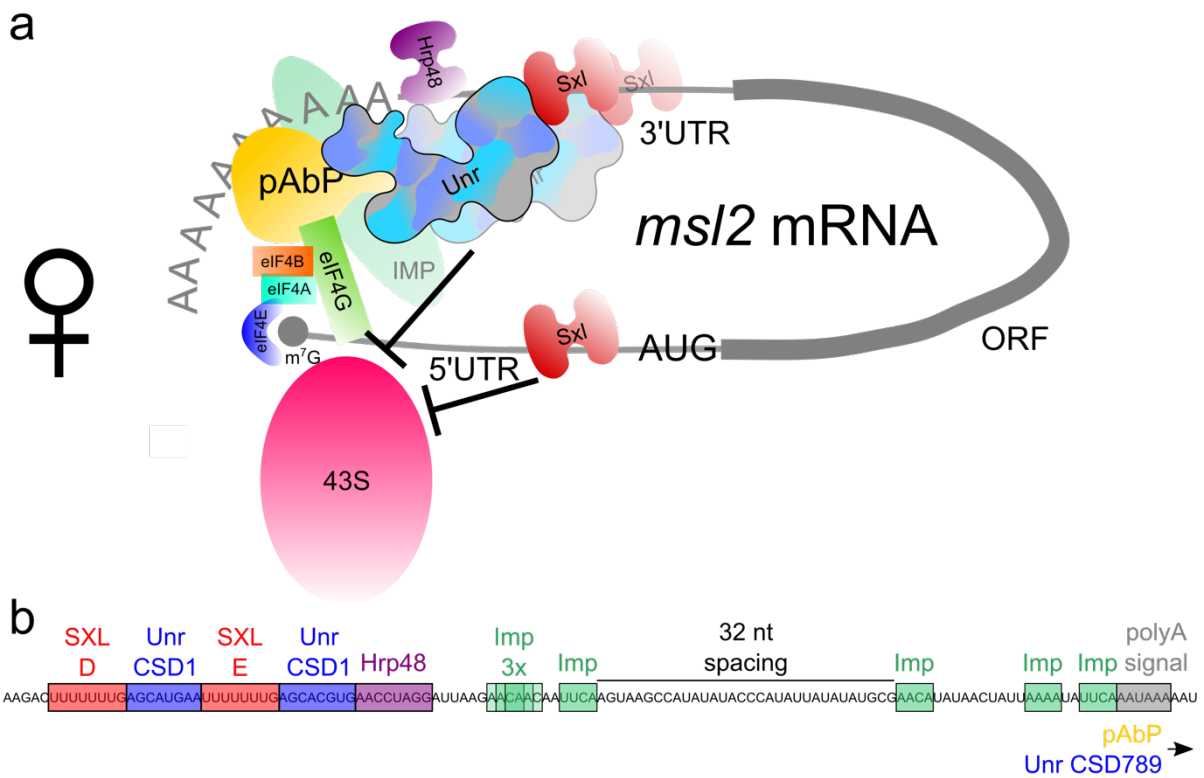 a
Hrp48
Sxl
Sxl
AAAAAAAAAAAA
3'UTR
pAbP
Unr
msl2 mRNA
eIF4B
eIF4G
IMP
eIF4A
eIF4E
m7G
Sxl
AUG
ORF
5'UTR
43S
b
SXL D
Unr CSD1
SXL E
Unr CSD1
Hrp48
Imp 3x
Imp
32 nt spacing
Imp
Imp
Imp
polyA signal
AAGACUUUUUUUGAGCAUGAAUUUUUUUGAGCACGUGAACCUAGGAUUAAGAACAACAAUUCAAGUAAGCCAUAUAUACCCAUAUUAUAUAUGCGAACAUAUAACUAUUAAAAUAUUCAAAUAAAAAU
pAbP
Unr CSD789